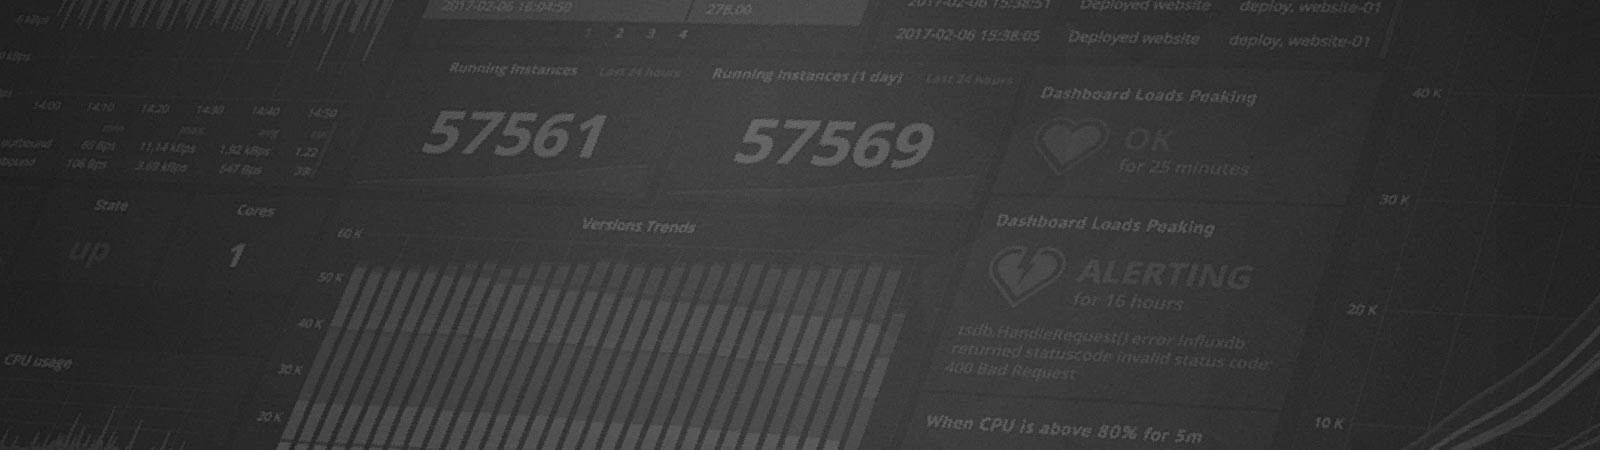 -6 kBps
2017-02-06 16:04:50
278.00
1 2 3 4
2017-02-06 15:38:51 Deployed website deploy, website-01
2017-02-06 15:38:05 Deployed website deploy, website-01
14:00 14:10 14:20 14:30 14:40 14:50
min max avg
outbound 65 Bps 11.14 kBps 1.92 kBps 1.22
106 Bps 3.69 kBps 547 Bps
State
up
Cores
1
CPU usage
Running Instances Last 24 hours
57561
Running Instances (1 day) Last 24 hours
57569
Versions Trends
60 K
50 K
40 K
30 K
20 K
Dashboard Loads Peaking
OK
for 25 minutes
Dashboard Loads Peaking
ALERTING
for 16 hours
tsdb.HandleRequest() error Influxdb
returned statuscode invalid status code:
400 Bad Request
When CPU is above 80% for 5m
40 K
30 K
20 K
10 K